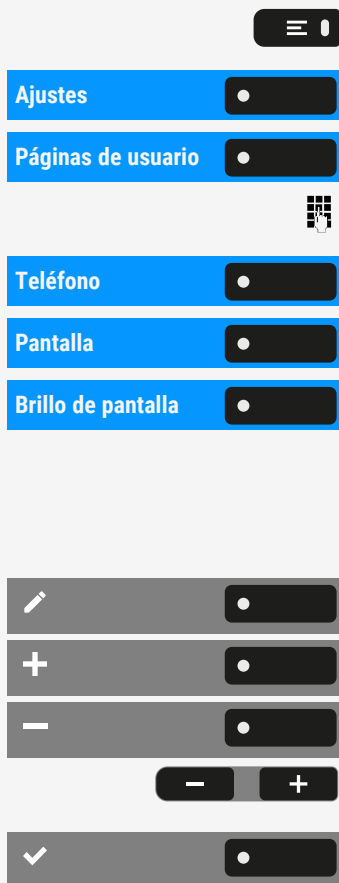 Ajustes
Páginas de usuario
Teléfono
Pantalla
Brillo de pantalla